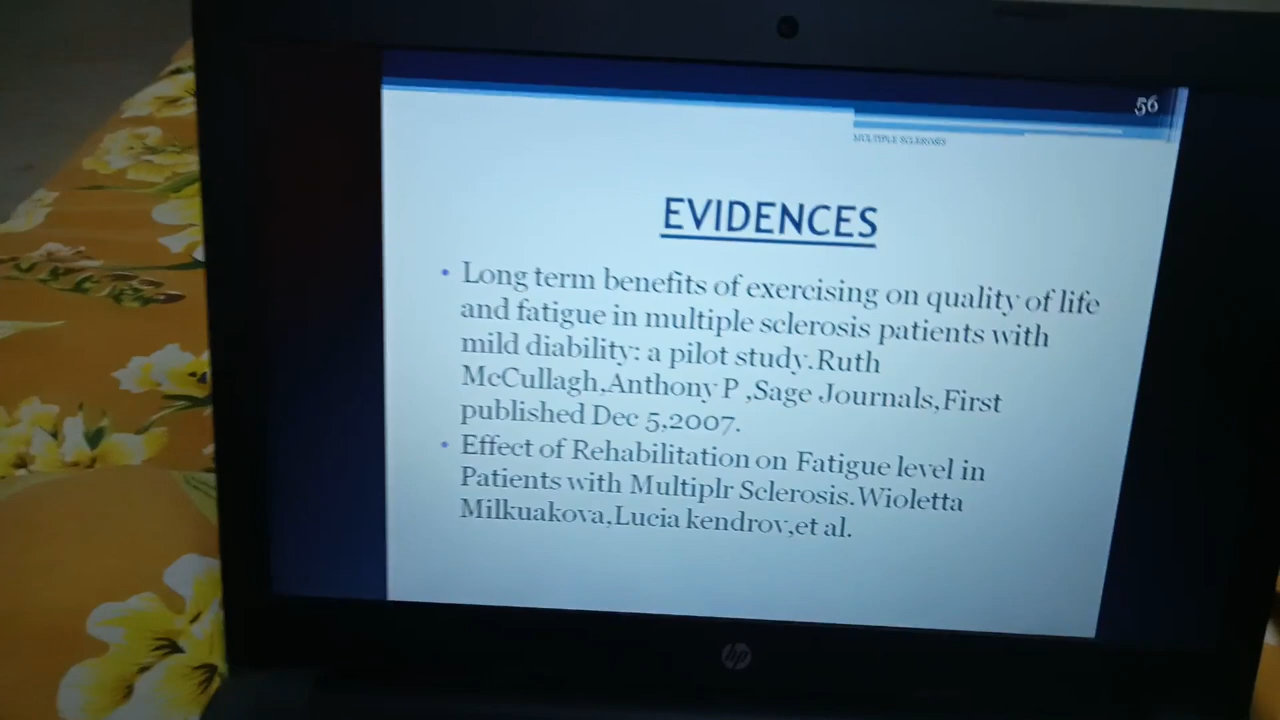 56
MULTIPLE SCLEROSIS
EVIDENCES
• Long term benefits of exercising on quality of life
and fatigue in multiple sclerosis patients with
mild diability: a pilot study.Ruth
McCullagh,Anthony P ,Sage Journals,First
published Dec 5,2007.
• Effect of Rehabilitation on Fatigue level in
Patients with Multiplr Sclerosis.Wioletta
Milkuakova,Lucia kendrov,et al.
hp